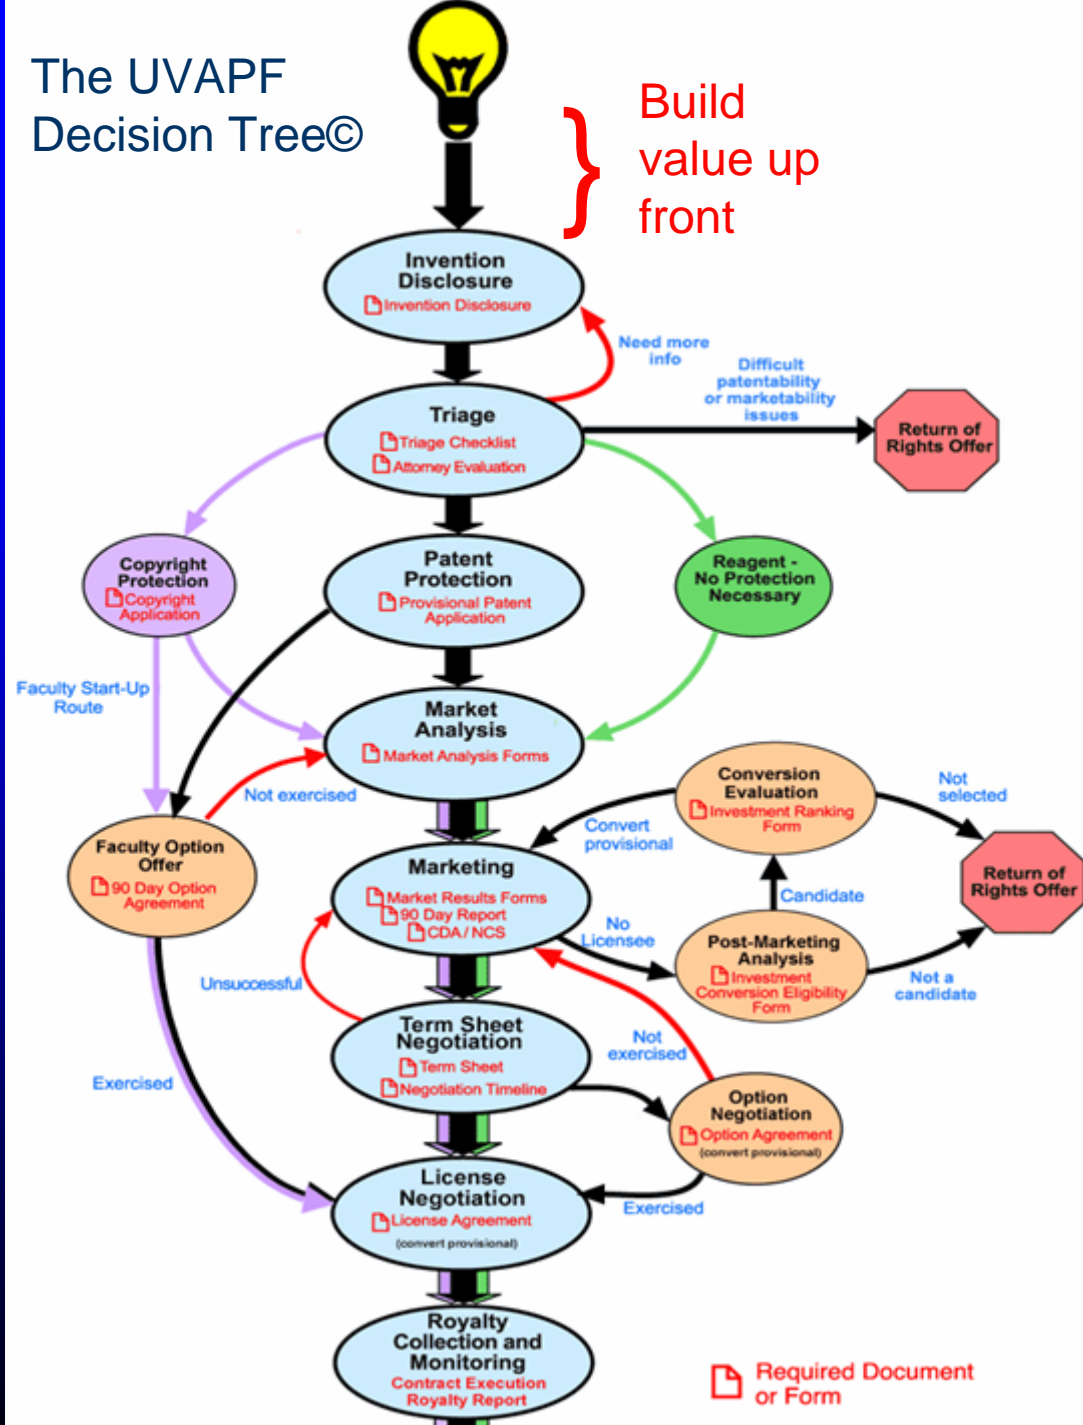 The UVAPF
Decision Tree©
Build
value up
front
Invention
Disclosure
Invention Disclosure
Need more
info
Difficult
patentability
or marketability
issues
Triage
Triage Checklist
Attorney Evaluation
Return of
Rights Offer
Copyright
Protection
Copyright
Application
Patent
Protection
Provisional Patent
Application
Reagent -
No Protection
Necessary
Faculty Start-Up
Route
Market
Analysis
Market Analysis Forms
Not exercised
Conversion
Evaluation
Investment Ranking
Form
Not
selected
Convert
provisional
Faculty Option
Offer
90 Day Option
Agreement
Marketing
Market Results Forms
90 Day Report
CDA / NCS
Return of
Rights Offer
Candidate
No
Licensee
Post-Marketing
Analysis
Investment
Conversion Eligibility
Form
Not a
candidate
Unsuccessful
Term Sheet
Negotiation
Term Sheet
Negotiation Timeline
Not
exercised
Exercised
Option
Negotiation
Option Agreement
(convert provisional)
License
Negotiation
License Agreement
(convert provisional)
Exercised
Royalty
Collection and
Monitoring
Contract Execution
Royalty Report
Required Document
or Form